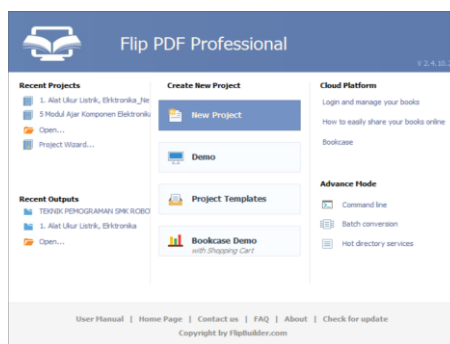 Flip PDF Professional
V 2.4.10.
Recent Projects
1. Alat Ukur Listrik, Elrktronika_Ne
5 Modul Ajar Komponen Elektronika
Open...
Project Wizard...
Recent Outputs
TEKNIK PEMOGRAMAN SMK ROBO
1. Alat Ukur Listrik, Elrktronika
Open...
Create New Project
New Project
Demo
Project Templates
Bookcase Demo
with Shopping Cart
Cloud Platform
Login and manage your books
How to easily share your books online
Bookcase
Advance Mode
Command line
Batch conversion
Hot directory services
User Manual | Home Page | Contact us | FAQ | About | Check for update
Copyright by FlipBuilder.com